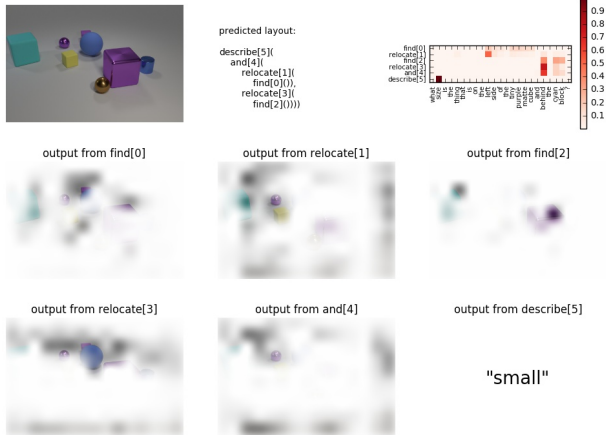 predicted layout:
describe[5](
and[4](
relocate[1](
find[0]()),
relocate[3](
find[2]())))
find[0]
relocate[1]
find[2]
relocate[3]
and[4]
describe[5]
what
size
is
the
thing
that
is
on
the
left
side
of
the
tiny
purple
matte
cube
and
behind
the
cyan
block
?
0.9
0.8
0.7
0.6
0.5
0.4
0.3
0.2
0.1
output from find[0]
output from relocate[1]
output from find[2]
output from relocate[3]
output from and[4]
output from describe[5]
"small"